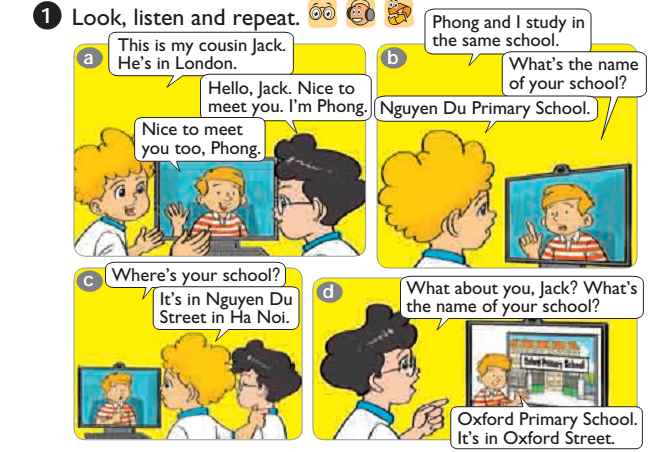 1 Look, listen and repeat.
a
This is my cousin Jack.
He's in London.
Hello, Jack. Nice to
meet you. I'm Phong.
Nice to meet
you too, Phong.
b
Phong and I study in
the same school.
What's the name
of your school?
Nguyen Du Primary School.
c
Where's your school?
It's in Nguyen Du
Street in Ha Noi.
d
What about you, Jack? What's
the name of your school?
Oxford Primary School
Oxford Primary School.
It's in Oxford Street.